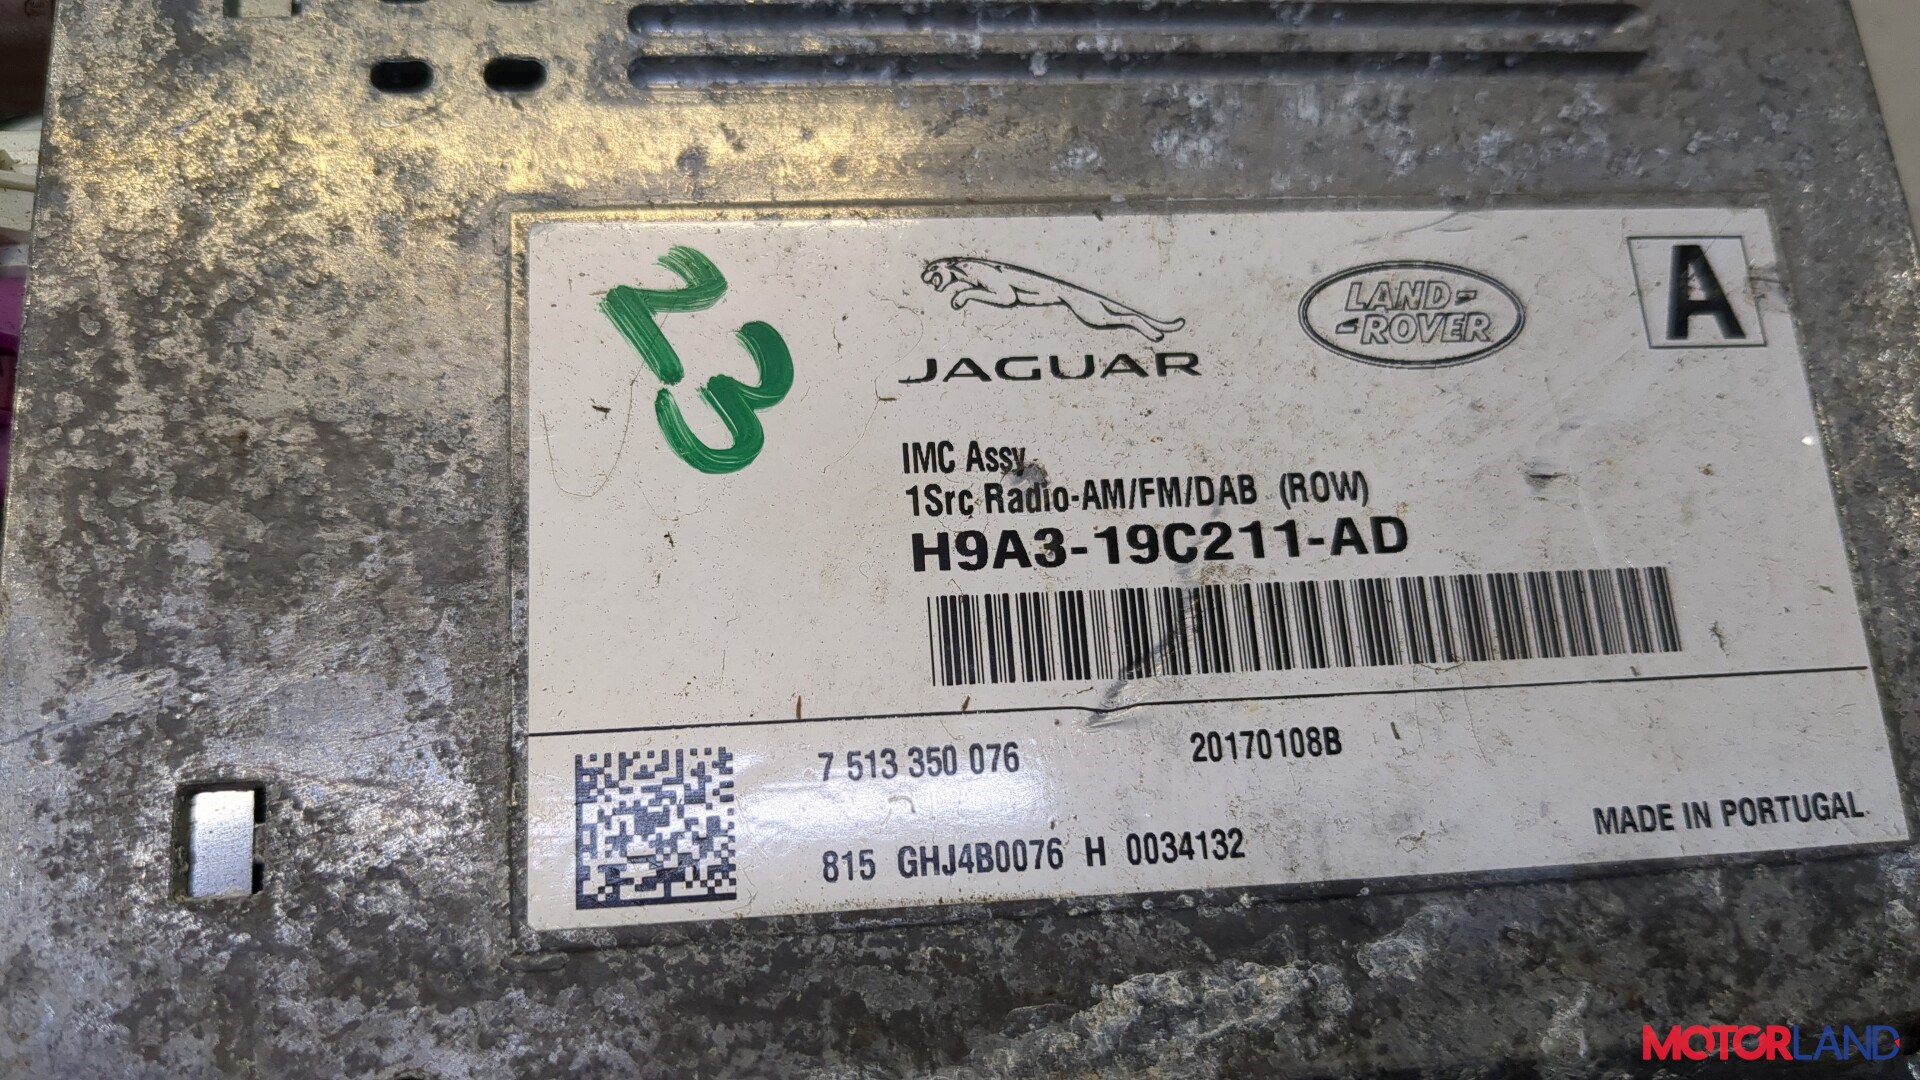 23
JAGUAR
LAND-
-ROVER
A
IMC Assy
1Src Radio-AM/FM/DAB (ROW)
H9A3-19C211-AD
7 513 350 076
20170108B
815 GHJ4B0076 H 0034132
MADE IN PORTUGAL
MOTORLAND